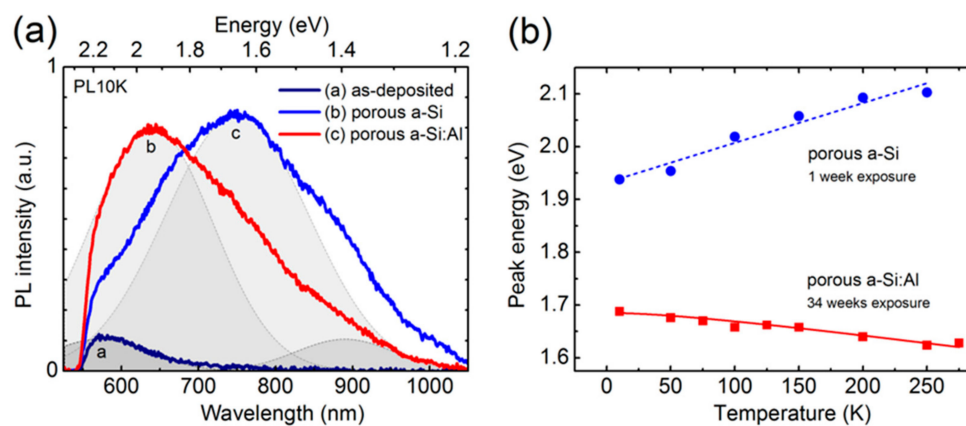 (a)
Energy (eV)
2.2 2 1.8 1.6 1.4 1.2
1
PL10K
(a) as-deposited
(b) porous a-Si
(c) porous a-Si:Al
b
c
a
PL intensity (a.u.)
0
600 700 800 900 1000
Wavelength (nm)
(b)
2.1
2.0
1.9
1.8
1.7
1.6
Peak energy (eV)
porous a-Si
1 week exposure
porous a-Si:Al
34 weeks exposure
0 50 100 150 200 250
Temperature (K)